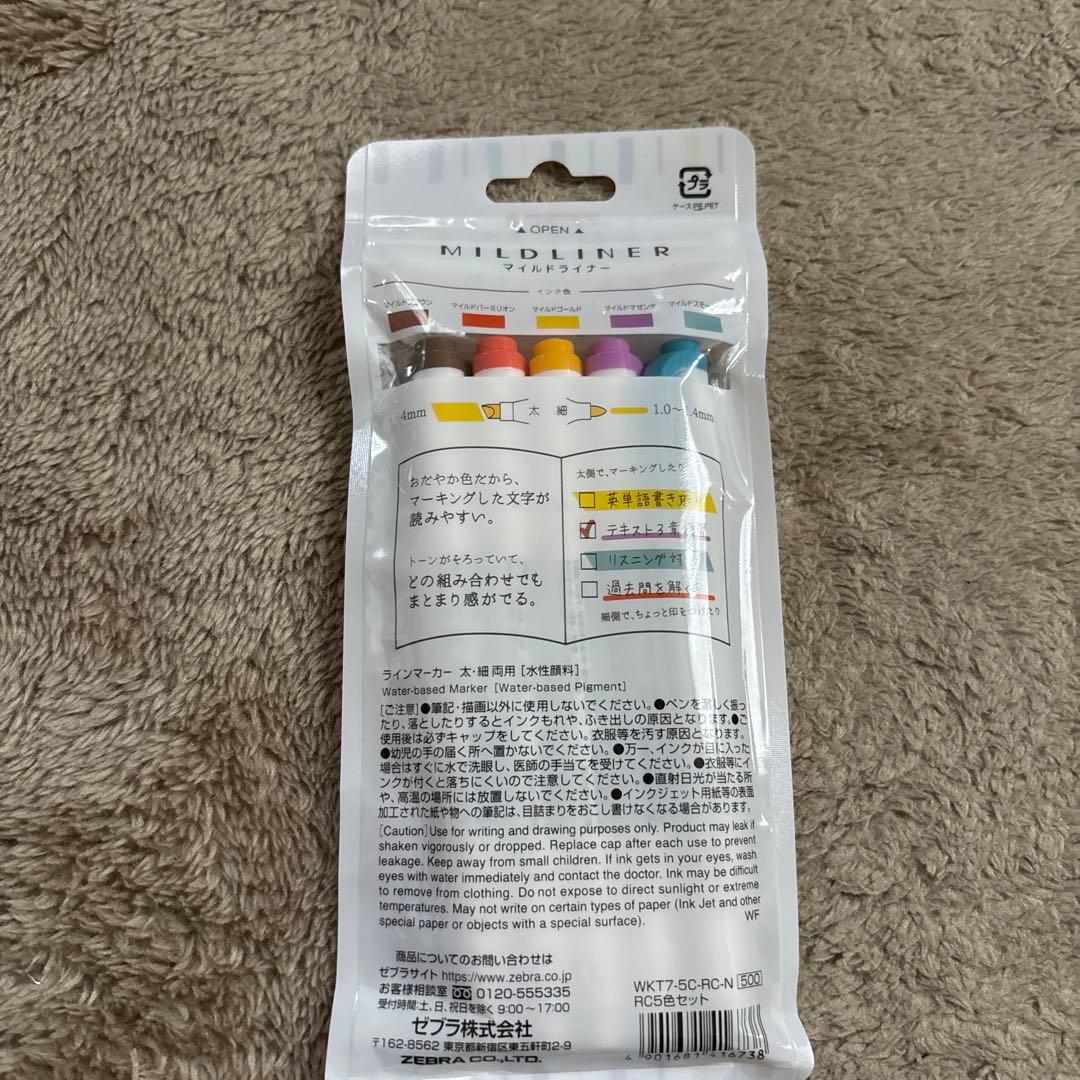 プラ
ケース:PE,PET
▲OPEN▲
MILDLINER
マイルドライナー
インク色
マイルドバーミリオン マイルドゴールド マイルドマゼンタ
4mm 太 細 1.0〜
おだやか色だから、
マーキングした文字が
読みやすい。
トーンがそろっていて、
どの組み合わせでも
まとまり感がでる。
太側で、マーキングしたり
英単語書き
テキスト3章
リスニング対
過去問を解く
細側で、ちょっと印をつけたり
ラインマーカー 太・細 両用 [水性顔料]
Water-based Marker [Water-based Pigment]
[ご注意]●筆記・描画以外に使用しないでください。●ペンを激しく振っ
たり、落としたりするとインクもれや、ふき出しの原因となります。●ご
使用後は必ずキャップをしてください。衣服等を汚す原因となります。
●幼児の手の届く所へ置かないでください。●万一、インクが目に入った
場合はすぐに水で洗眼し、医師の手当てを受けてください。●衣服等にイ
ンクが付くと落ちにくいので注意してください。●直射日光が当たる所
や、高温の場所には放置しないでください。●インクジェット用紙等の表面
加工された紙や物への筆記は、目詰まりをおこし書けなくなる場合があります。
[Caution] Use for writing and drawing purposes only. Product may leak if
shaken vigorously or dropped. Replace cap after each use to prevent
leakage. Keep away from small children. If ink gets in your eyes, wash
eyes with water immediately and contact the doctor. Ink may be difficult
to remove from clothing. Do not expose to direct sunlight or extreme
temperatures. May not write on certain types of paper (Ink Jet and other
special paper or objects with a special surface).
WF
商品についてのお問い合わせは
ゼブラサイト https://www.zebra.co.jp
お客様相談室 0120-555335
受付時間:土、日、祝日を除く 9:00〜17:00
ゼブラ株式会社
〒162-8562 東京都新宿区東五軒町2-9
ZEBRA CO.,LTD.
WKT7-5C-RC-N 500
RC5色セット
4 901681 416738